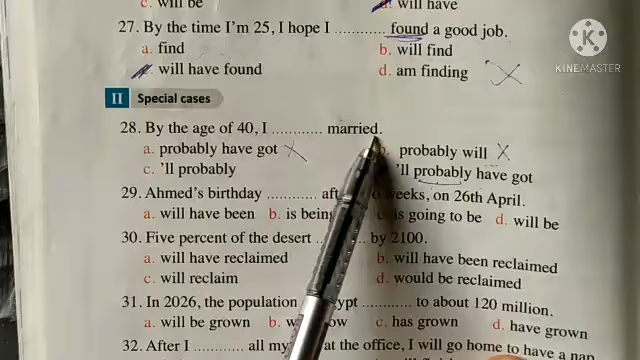 c. will be will have
27. By the time I'm 25, I hope I ............ found a good job.
a. find b. will find
will have found d. am finding
II Special cases
28. By the age of 40, I ............ married.
a. probably have got b. probably will
c. 'll probably 'll probably have got
29. Ahmed's birthday ............ weeks, on 26th April.
a. will have been b. is being c. is going to be d. will be
30. Five percent of the desert by 2100.
a. will have reclaimed b. will have been reclaimed
c. will reclaim d. would be reclaimed
31. In 2026, the population ............ to about 120 million.
a. will be grown b. c. has grown d. have grown
32. After I ............ all my at the office, I will go home to have a nap
KINEMASTER